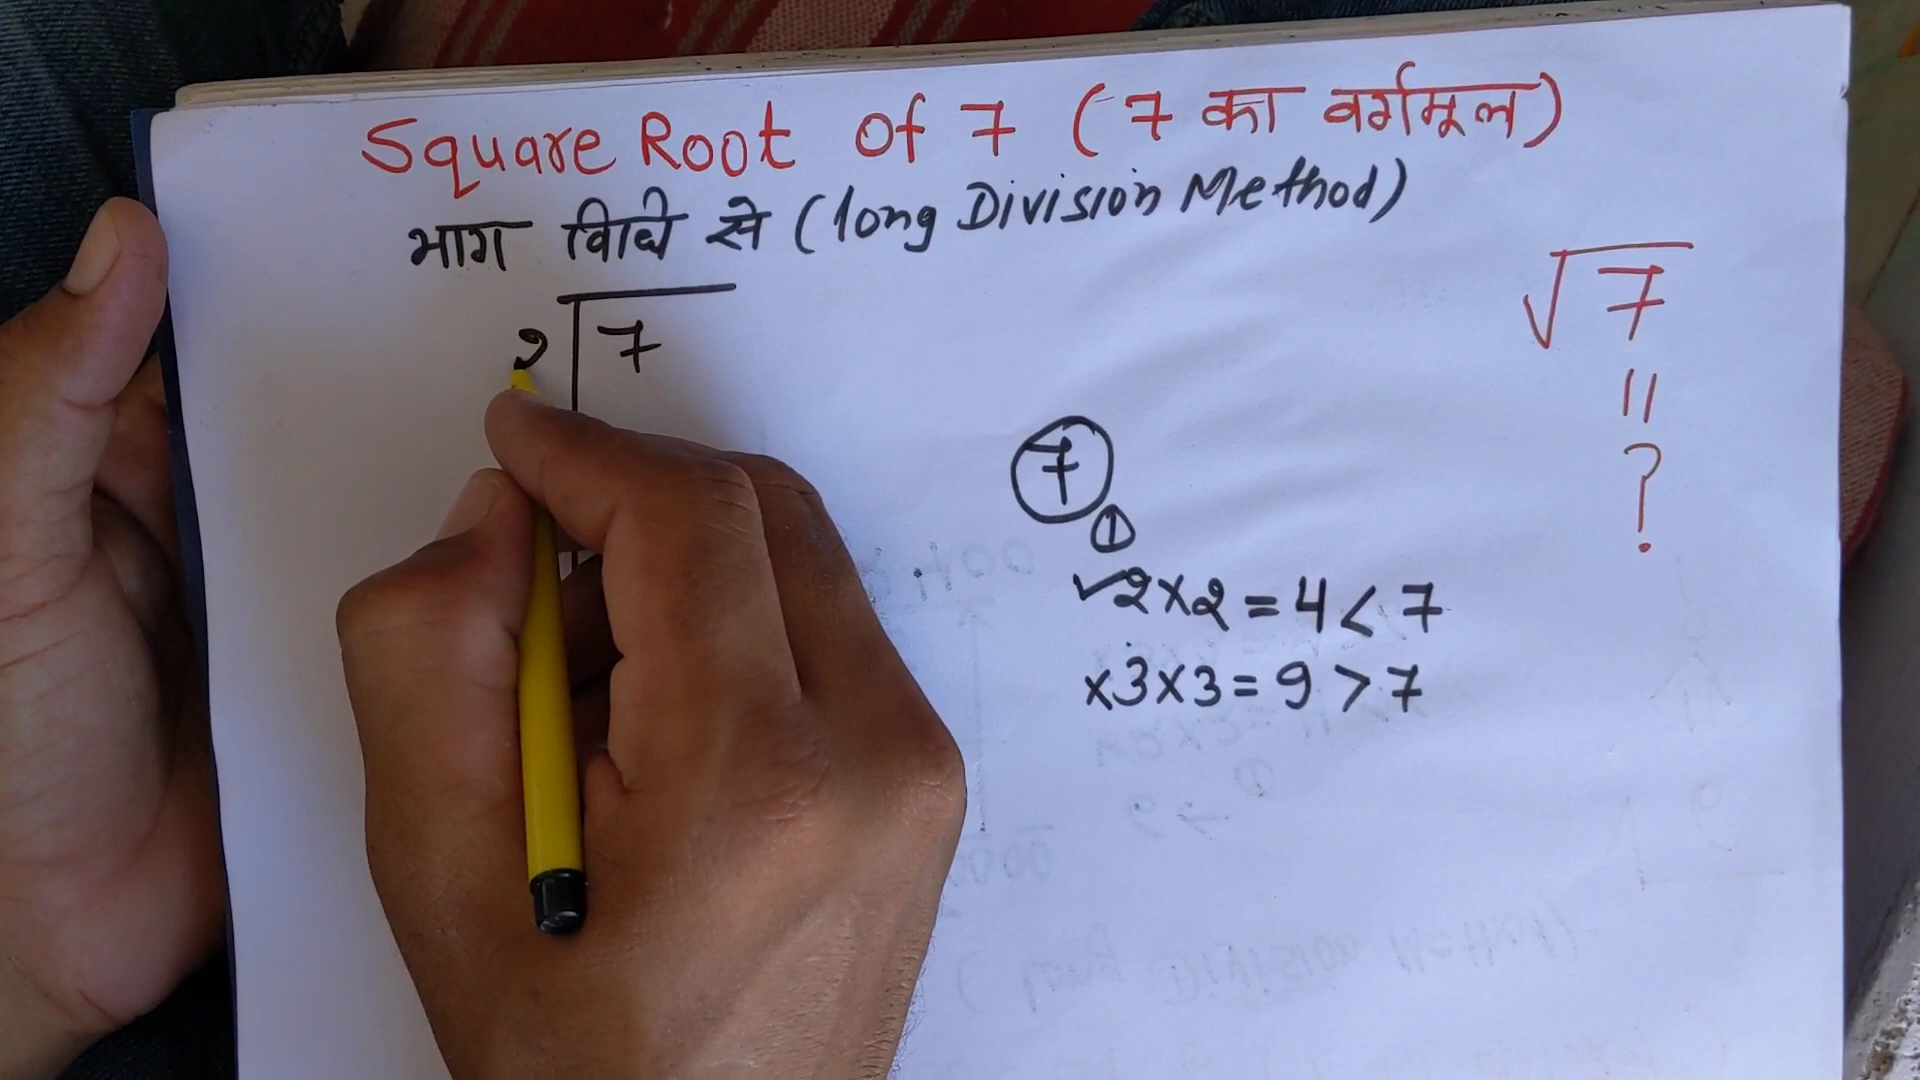 Square Root of 7 (7 का वर्गमूल)
भाग विधि से (long Division Method)
√7
=
?
2 7
7
1
✓2×2 = 4 < 7
×3×3 = 9 > 7